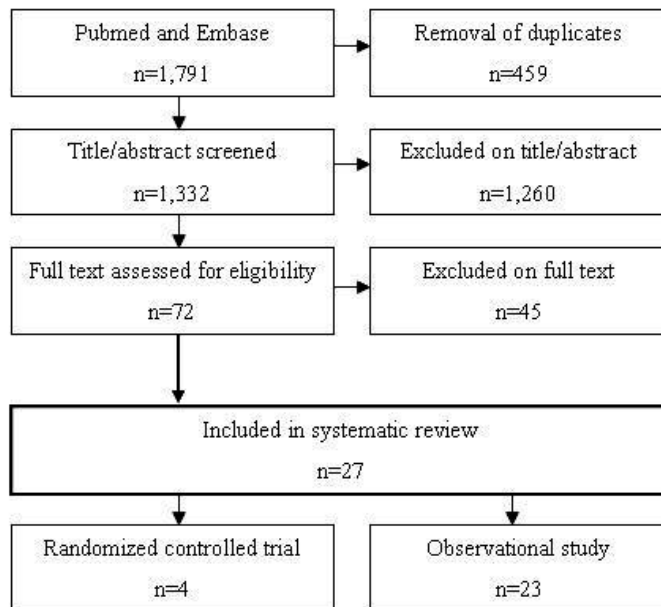 Pubmed and Embase
n=1,791
Removal of duplicates
n=459
Title/abstract screened
n=1,332
Excluded on title/abstract
n=1,260
Full text assessed for eligibility
n=72
Excluded on full text
n=45
Included in systematic review
n=27
Randomized controlled trial
n=4
Observational study
n=23